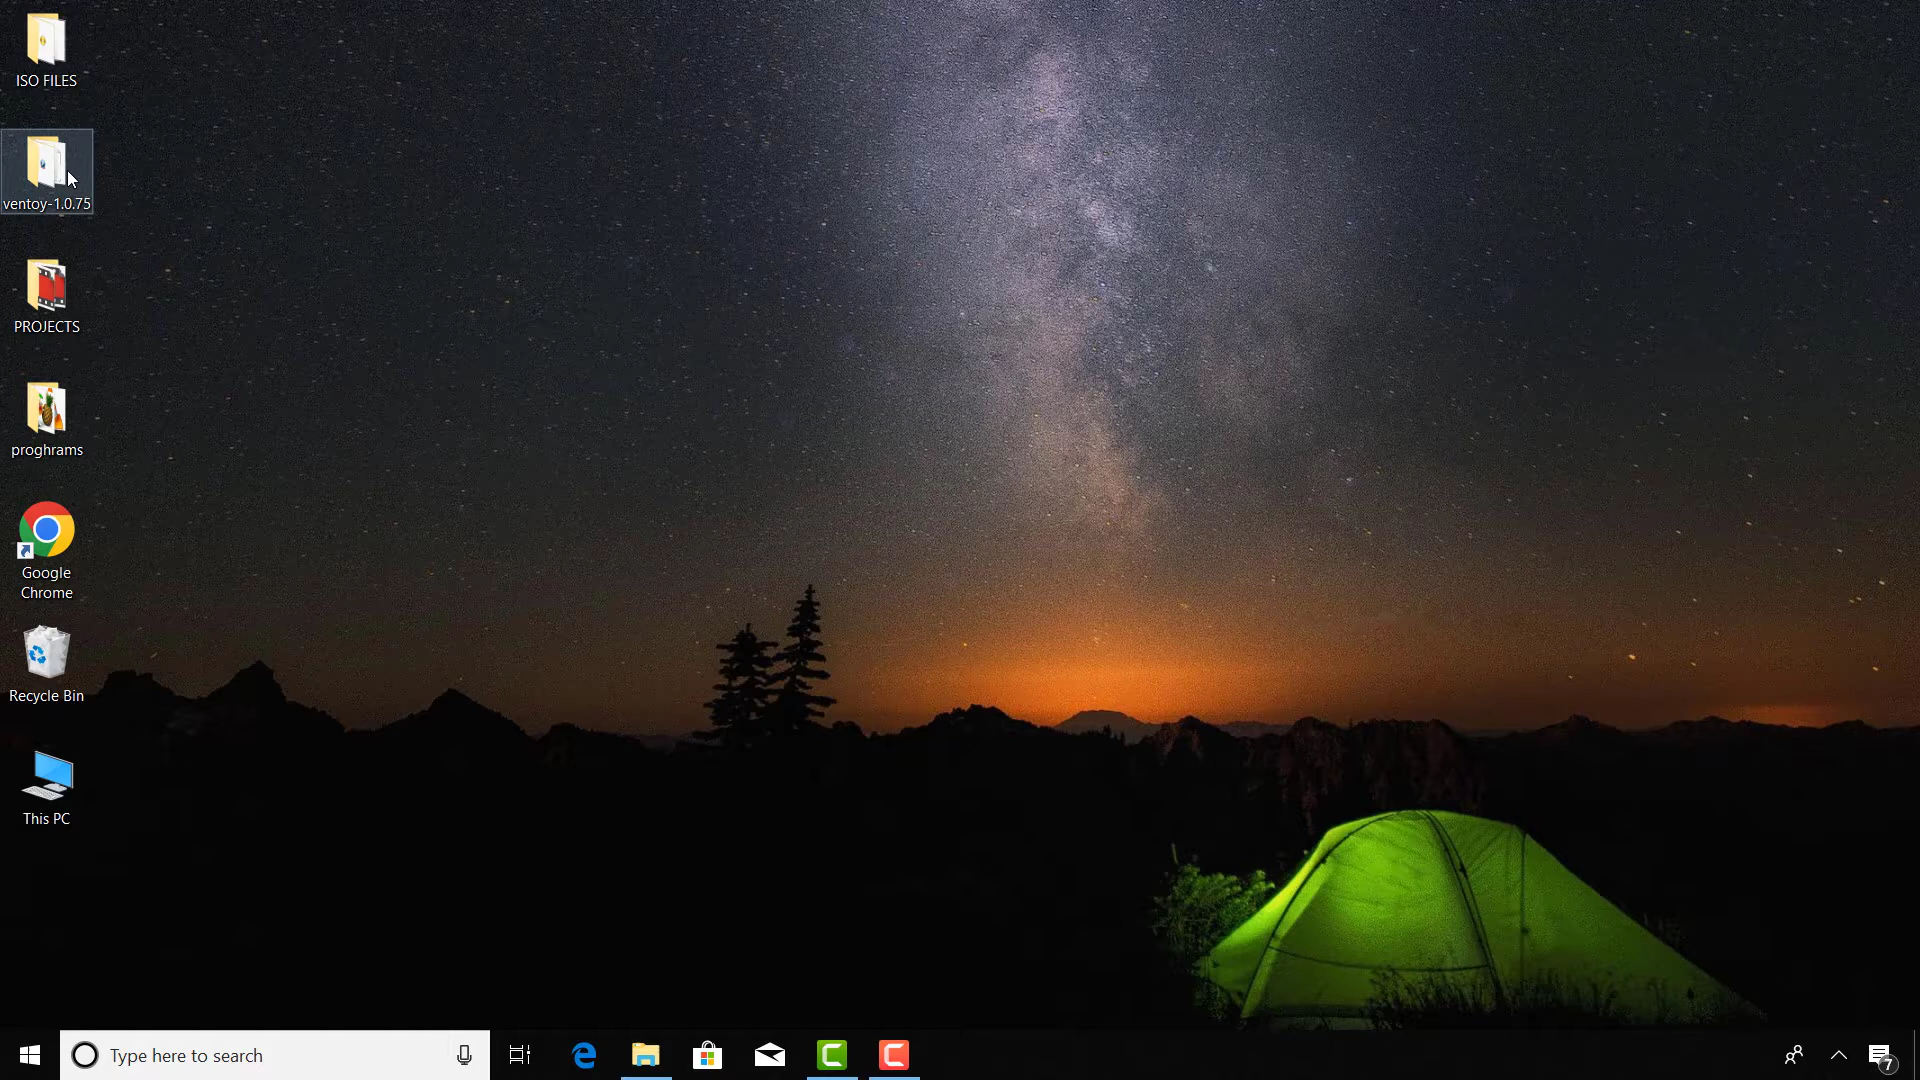 ISO FILES
ventoy-1.0.75
PROJECTS
proghrams
Google
Chrome
Recycle Bin
This PC
Type here to search
7